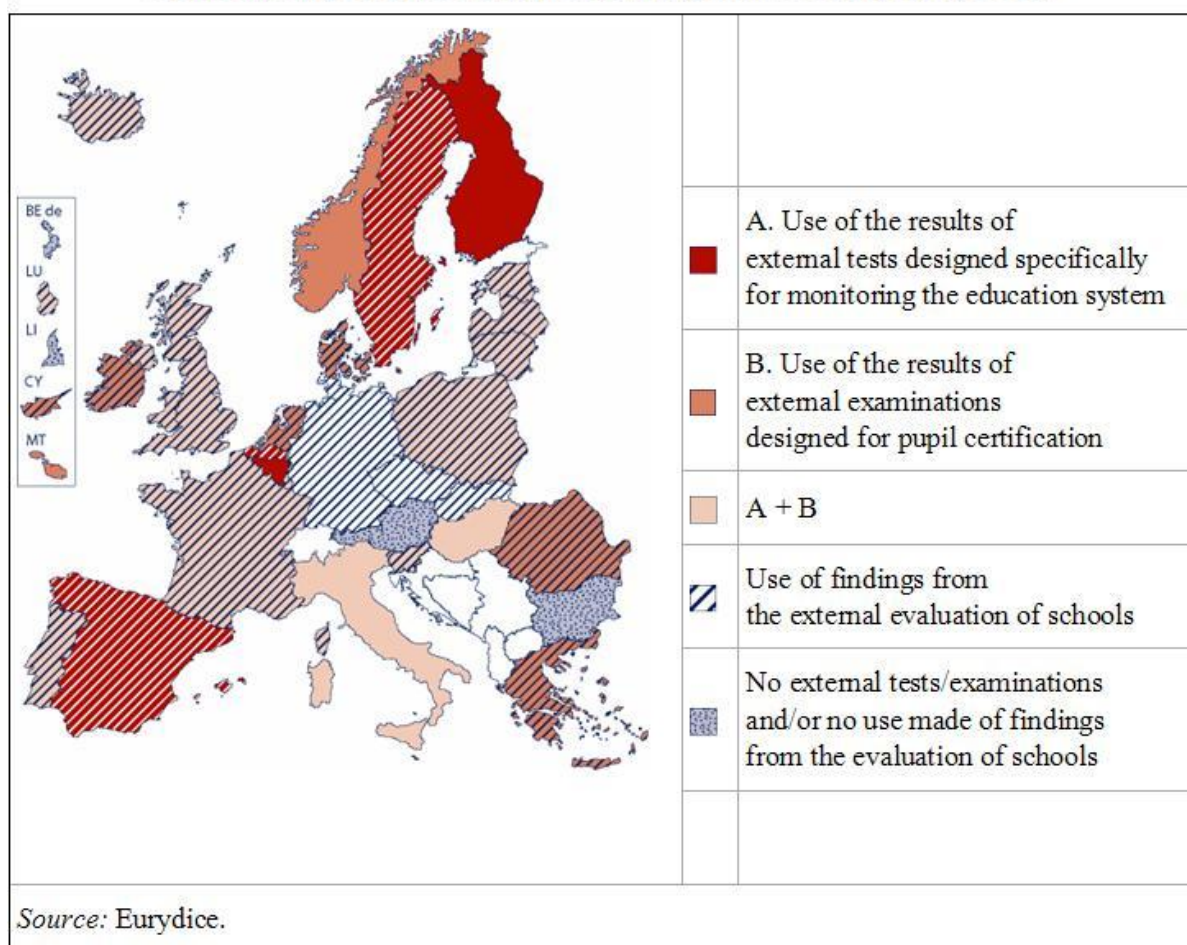 BE de
LU
LI
CY
MT
A. Use of the results of
external tests designed specifically
for monitoring the education system
B. Use of the results of
external examinations
designed for pupil certification
A + B
Use of findings from
the external evaluation of schools
No external tests/examinations
and/or no use made of findings
from the evaluation of schools
Source: Eurydice.